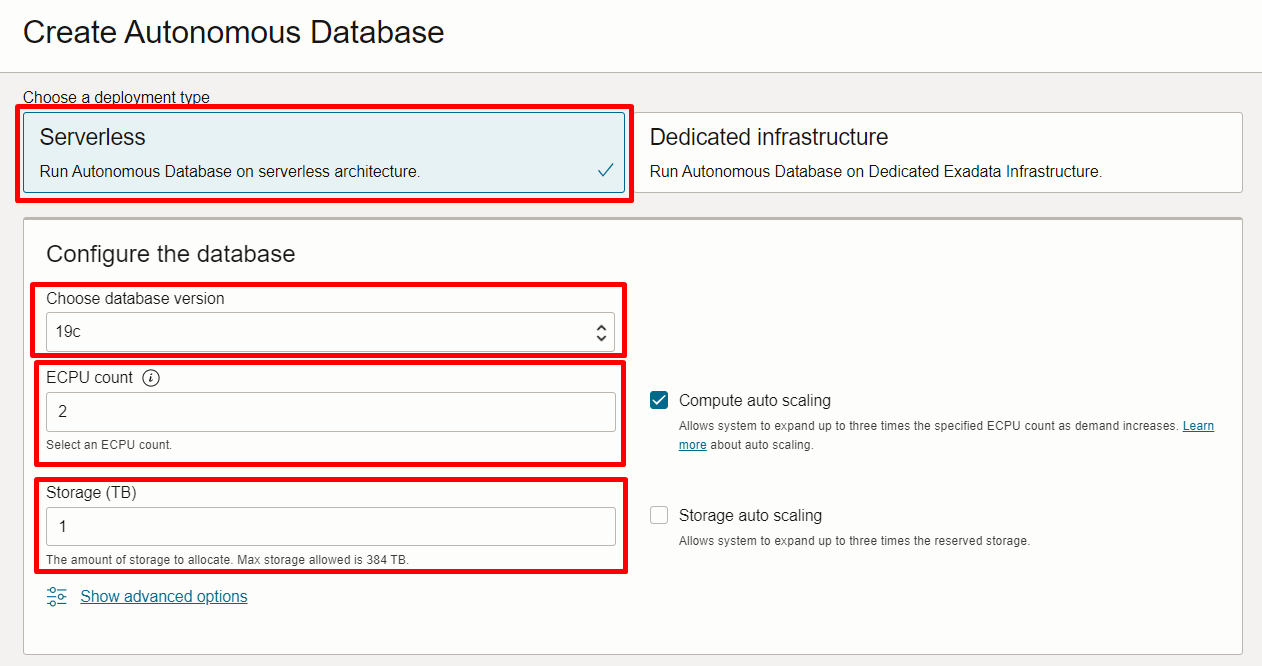 Create Autonomous Database
Choose a deployment type
Serverless
Run Autonomous Database on serverless architecture.
Dedicated infrastructure
Run Autonomous Database on Dedicated Exadata Infrastructure.
Configure the database
Choose database version
19c
ECPU count
2
Select an ECPU count.
Compute auto scaling
Allows system to expand up to three times the specified ECPU count as demand increases. Learn
more about auto scaling.
Storage (TB)
1
The amount of storage to allocate. Max storage allowed is 384 TB.
Storage auto scaling
Allows system to expand up to three times the reserved storage.
Show advanced options